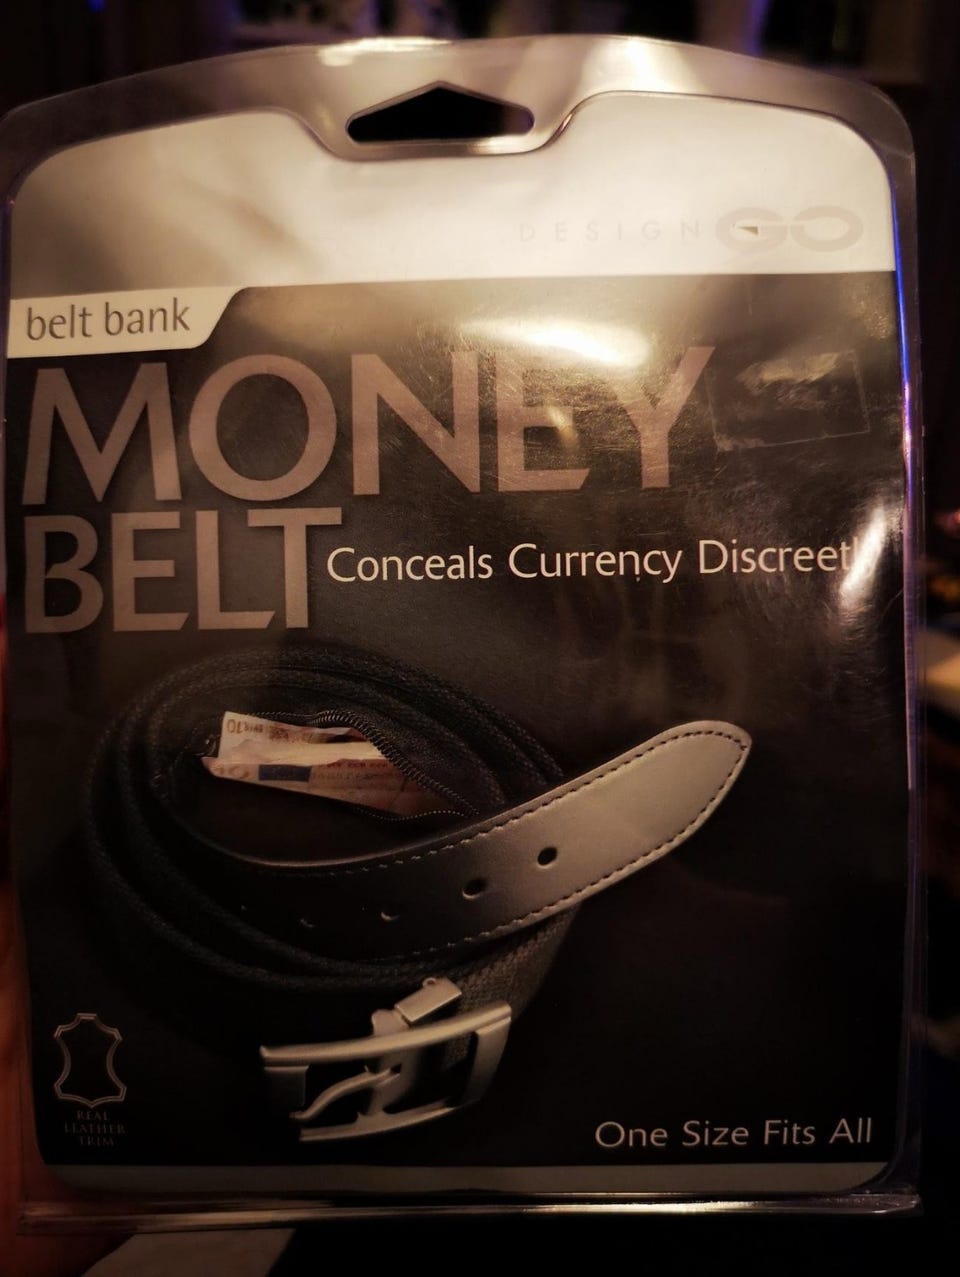 DESIGN GO
belt bank
MONEY
BELT
Conceals Currency Discreetl
REAL
LEATHER
TRIM
One Size Fits All